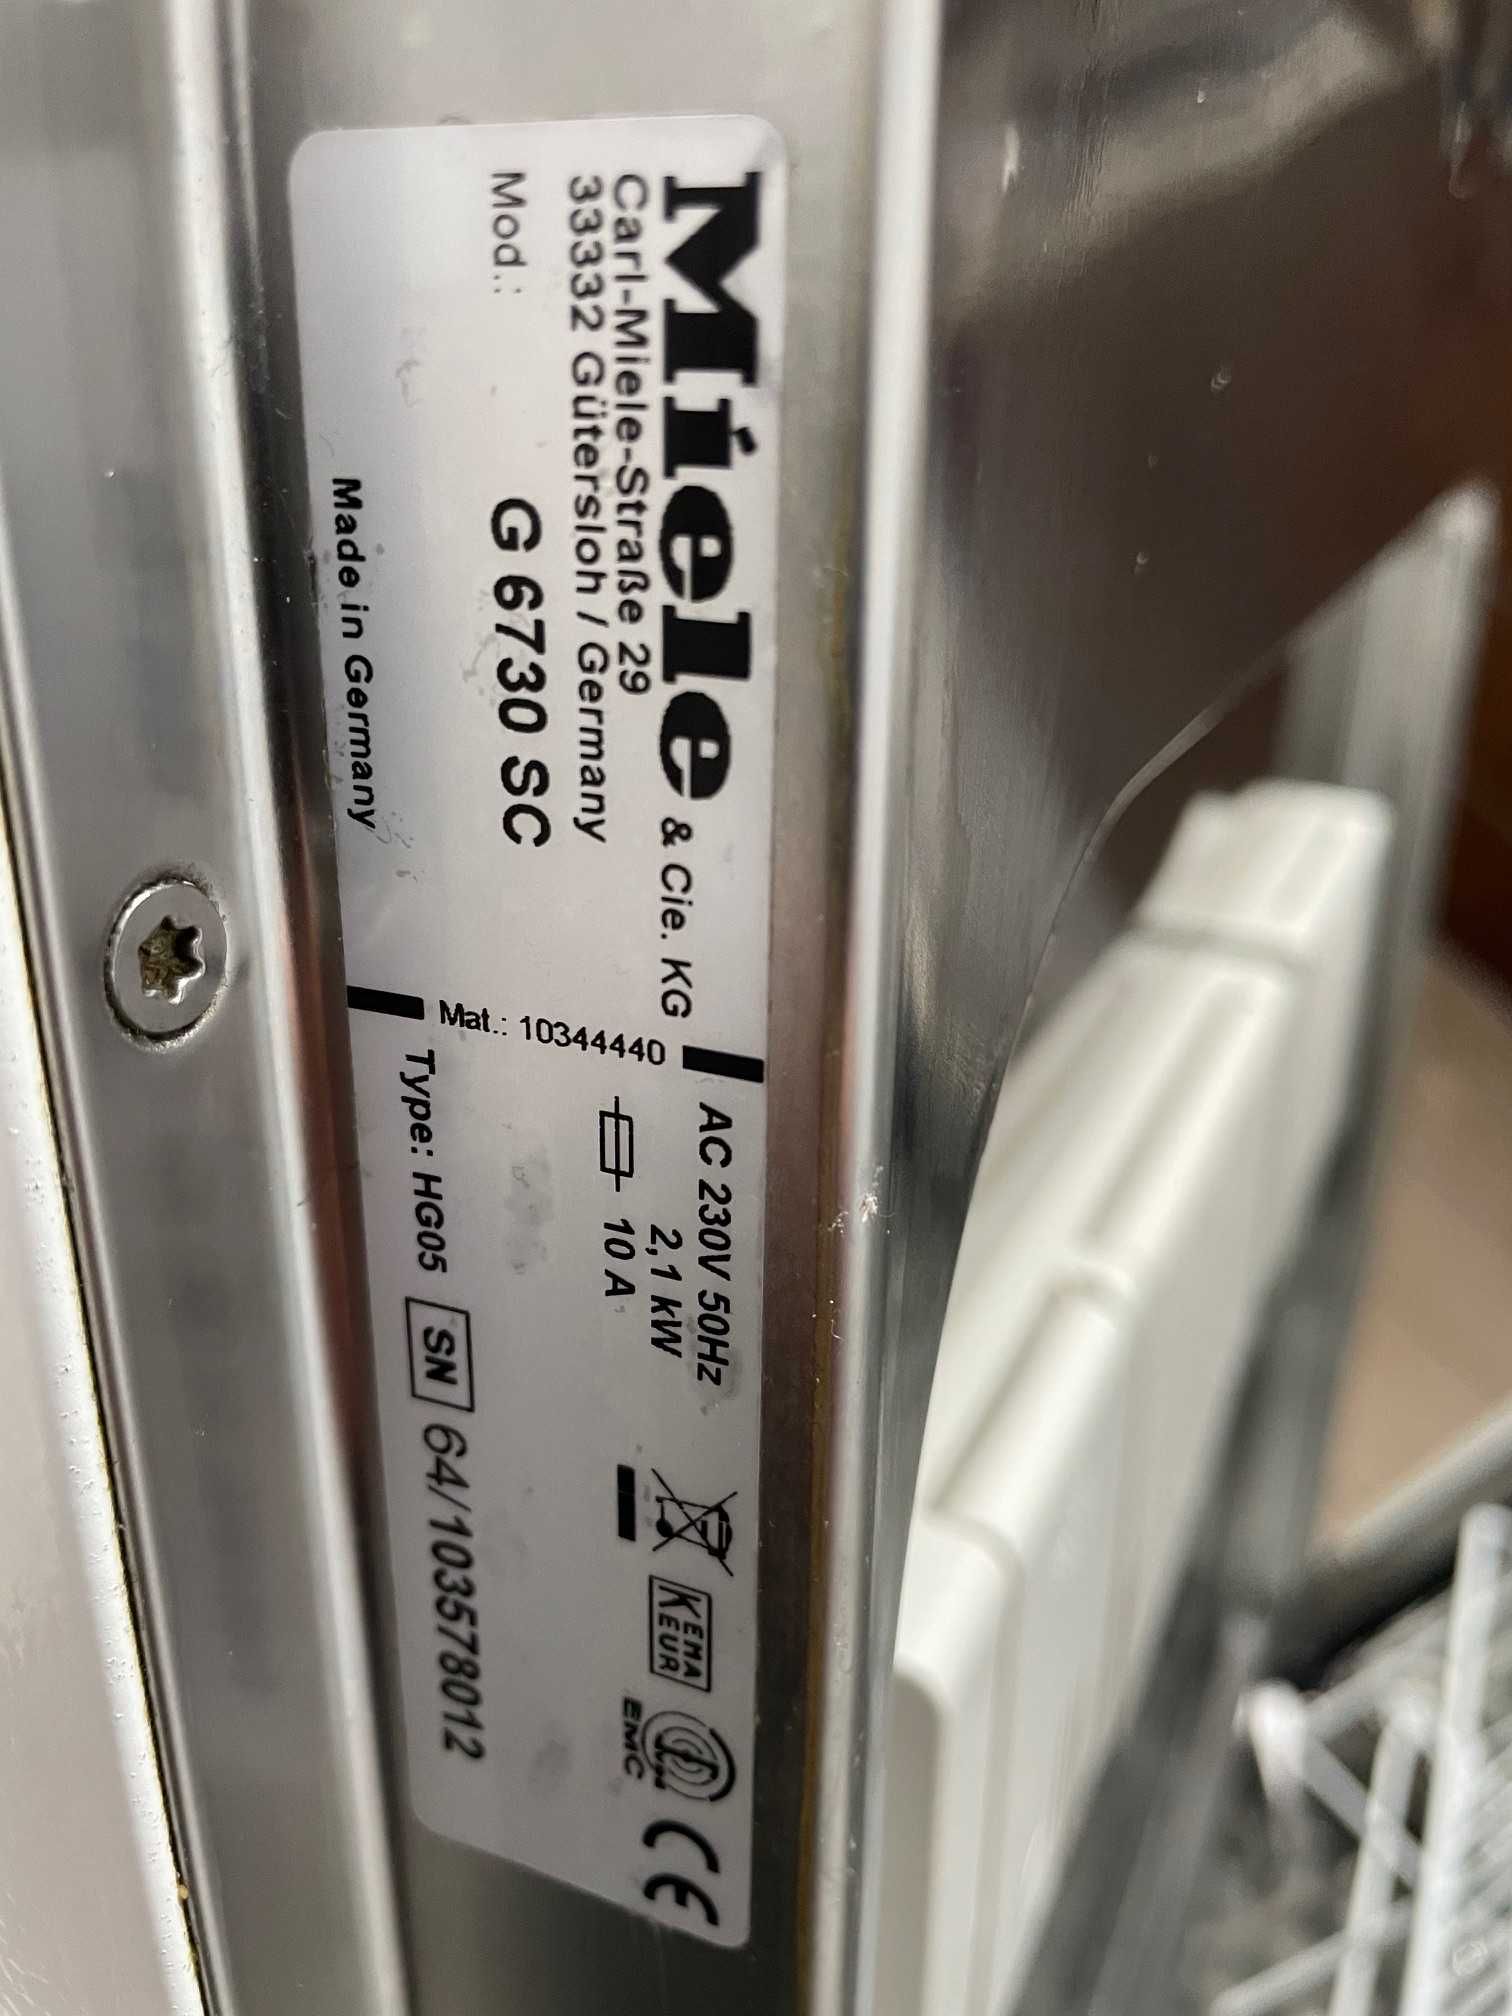 Miele & Cie. KG
Carl-Miele-Straße 29
33332 Gütersloh / Germany
Mod.: G 6730 SC
Made in Germany
Mat.: 10344440
AC 230V 50Hz
2,1 kW
10 A
Type: HG05 SN 64/103578012
KEMA
KEUR
EMC
CE